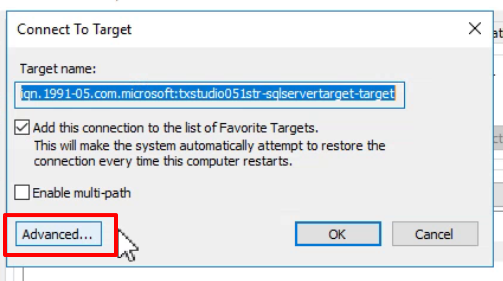 Connect To Target
Target name:
iqn.1991-05.com.microsoft:txstudio051str-sqlservertarget-target
Add this connection to the list of Favorite Targets.
This will make the system automatically attempt to restore the
connection every time this computer restarts.
Enable multi-path
Advanced...
OK
Cancel